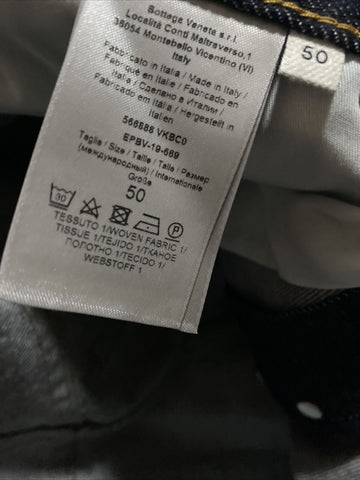 Bottega Veneta s.r.l.
Località Conti Maltraverso,1
36054 Montebello Vicentino (VI)
Italy
Fabbricato in Italia / Made in Italy /
Fabriqué en Italie / Fabricado en
Italia / Сделано в Италии /
Fabricado em Itália / Hergestellt in
Italien
566888 VKBC0
EPBV-19-669
Taglia / Size / Taille / Talla / Размер
(международный) / Internationale
Größe
50
30
TESSUTO 1/WOVEN FABRIC 1/
TISSUE 1/TEJIDO 1/ТКАНОЕ
ПОЛОТНО 1/TECIDO 1/
WEBSTOFF 1
50